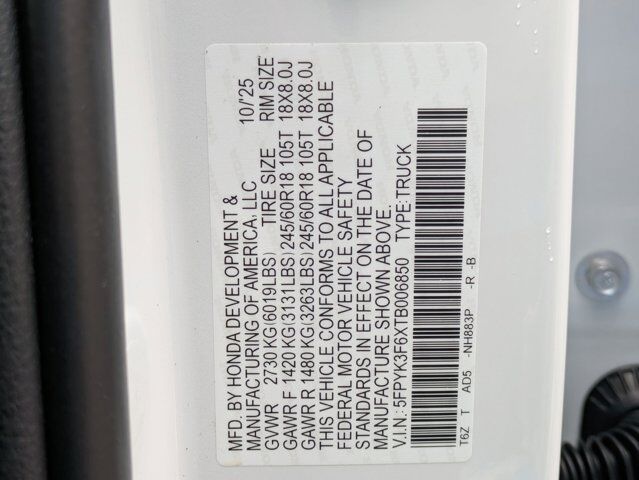 MFD. BY HONDA DEVELOPMENT &
MANUFACTURING OF AMERICA, LLC 10/'25
GVWR 2730 KG(6019LBS) TIRE SIZE RIM SIZE
GAWR F 1420 KG(3131LBS)245/60R18 105T 18X8.0J
GAWR R 1480 KG(3263LBS)245/60R18 105T 18X8.0J
THIS VEHICLE CONFORMS TO ALL APPLICABLE
FEDERAL MOTOR VEHICLE SAFETY
STANDARDS IN EFFECT ON THE DATE OF
MANUFACTURE SHOWN ABOVE.
V.I.N.: 5FPYK3F6XTB006850 TYPE:TRUCK
T6Z T AD5 -NH883P -R -B